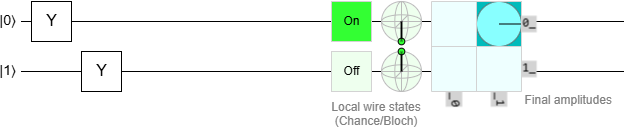 |0⟩ Y On 0_
|1⟩ Y Off 1_
_0 _1
Local wire states
(Chance/Bloch)
Final amplitudes